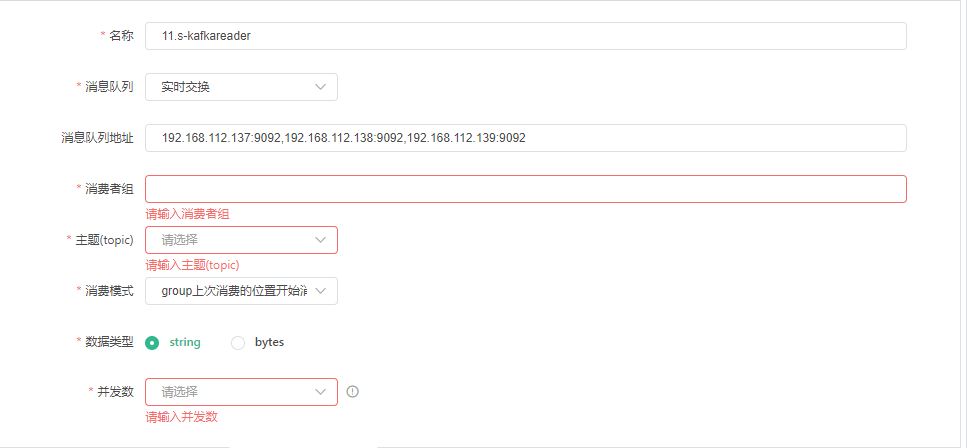 * 名称 11.s-kafkareader
* 消息队列 实时交换
消息队列地址 192.168.112.137:9092,192.168.112.138:9092,192.168.112.139:9092
* 消费者组
请输入消费者组
* 主题(topic) 请选择
请输入主题(topic)
* 消费模式 group上次消费的位置开始消
* 数据类型 string bytes
* 并发数 请选择
请输入并发数